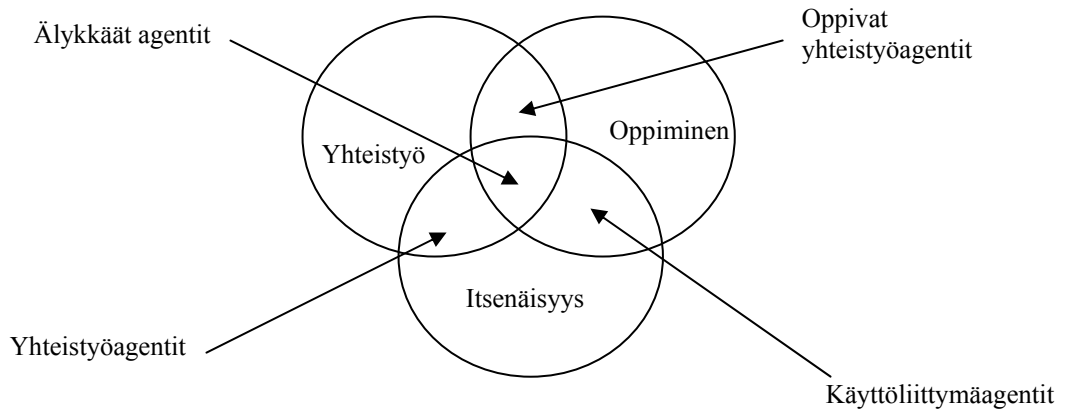 Älykkäät agentit
Oppivat
yhteistyöagentit
Oppiminen
Yhteistyö
Itsenäisyys
Yhteistyöagentit
Käyttöliittymäagentit